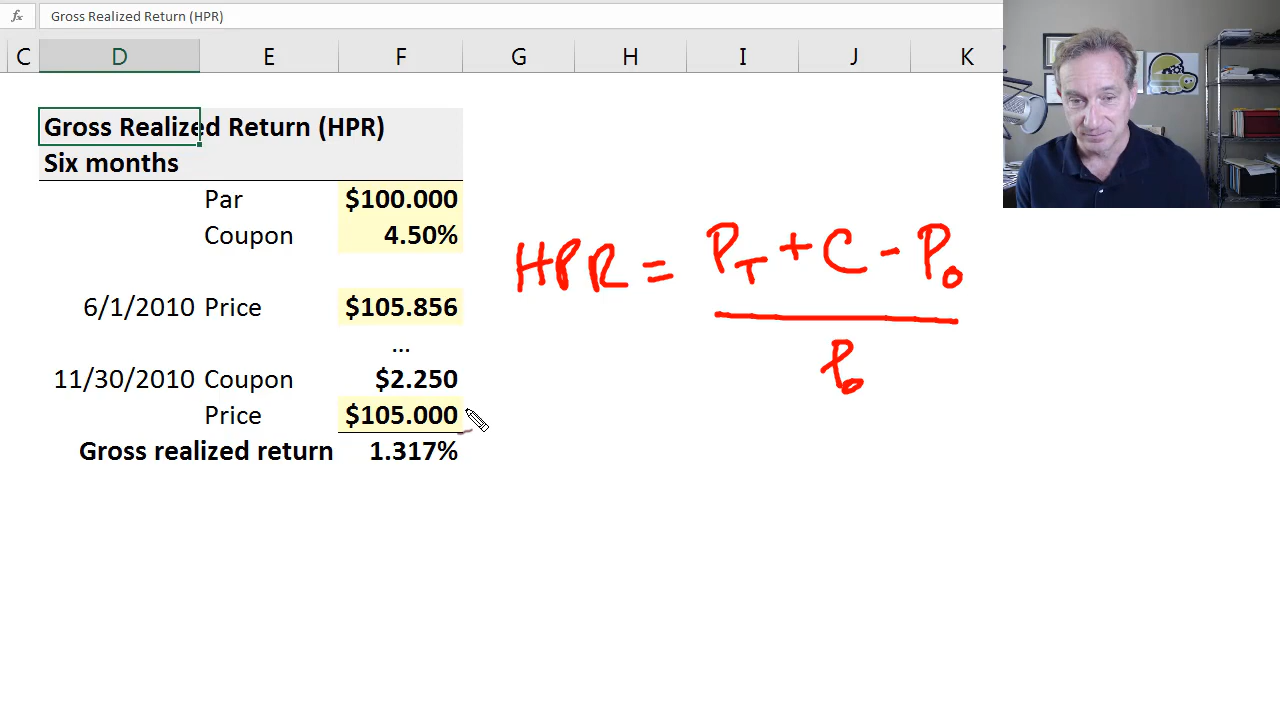 fx Gross Realized Return (HPR)
C D E F G H I J K
Gross Realized Return (HPR)
Six months
Par $100.000
Coupon 4.50%
6/1/2010 Price $105.856
...
11/30/2010 Coupon $2.250
Price $105.000
Gross realized return 1.317%
HPR = PT + C - P0
P0